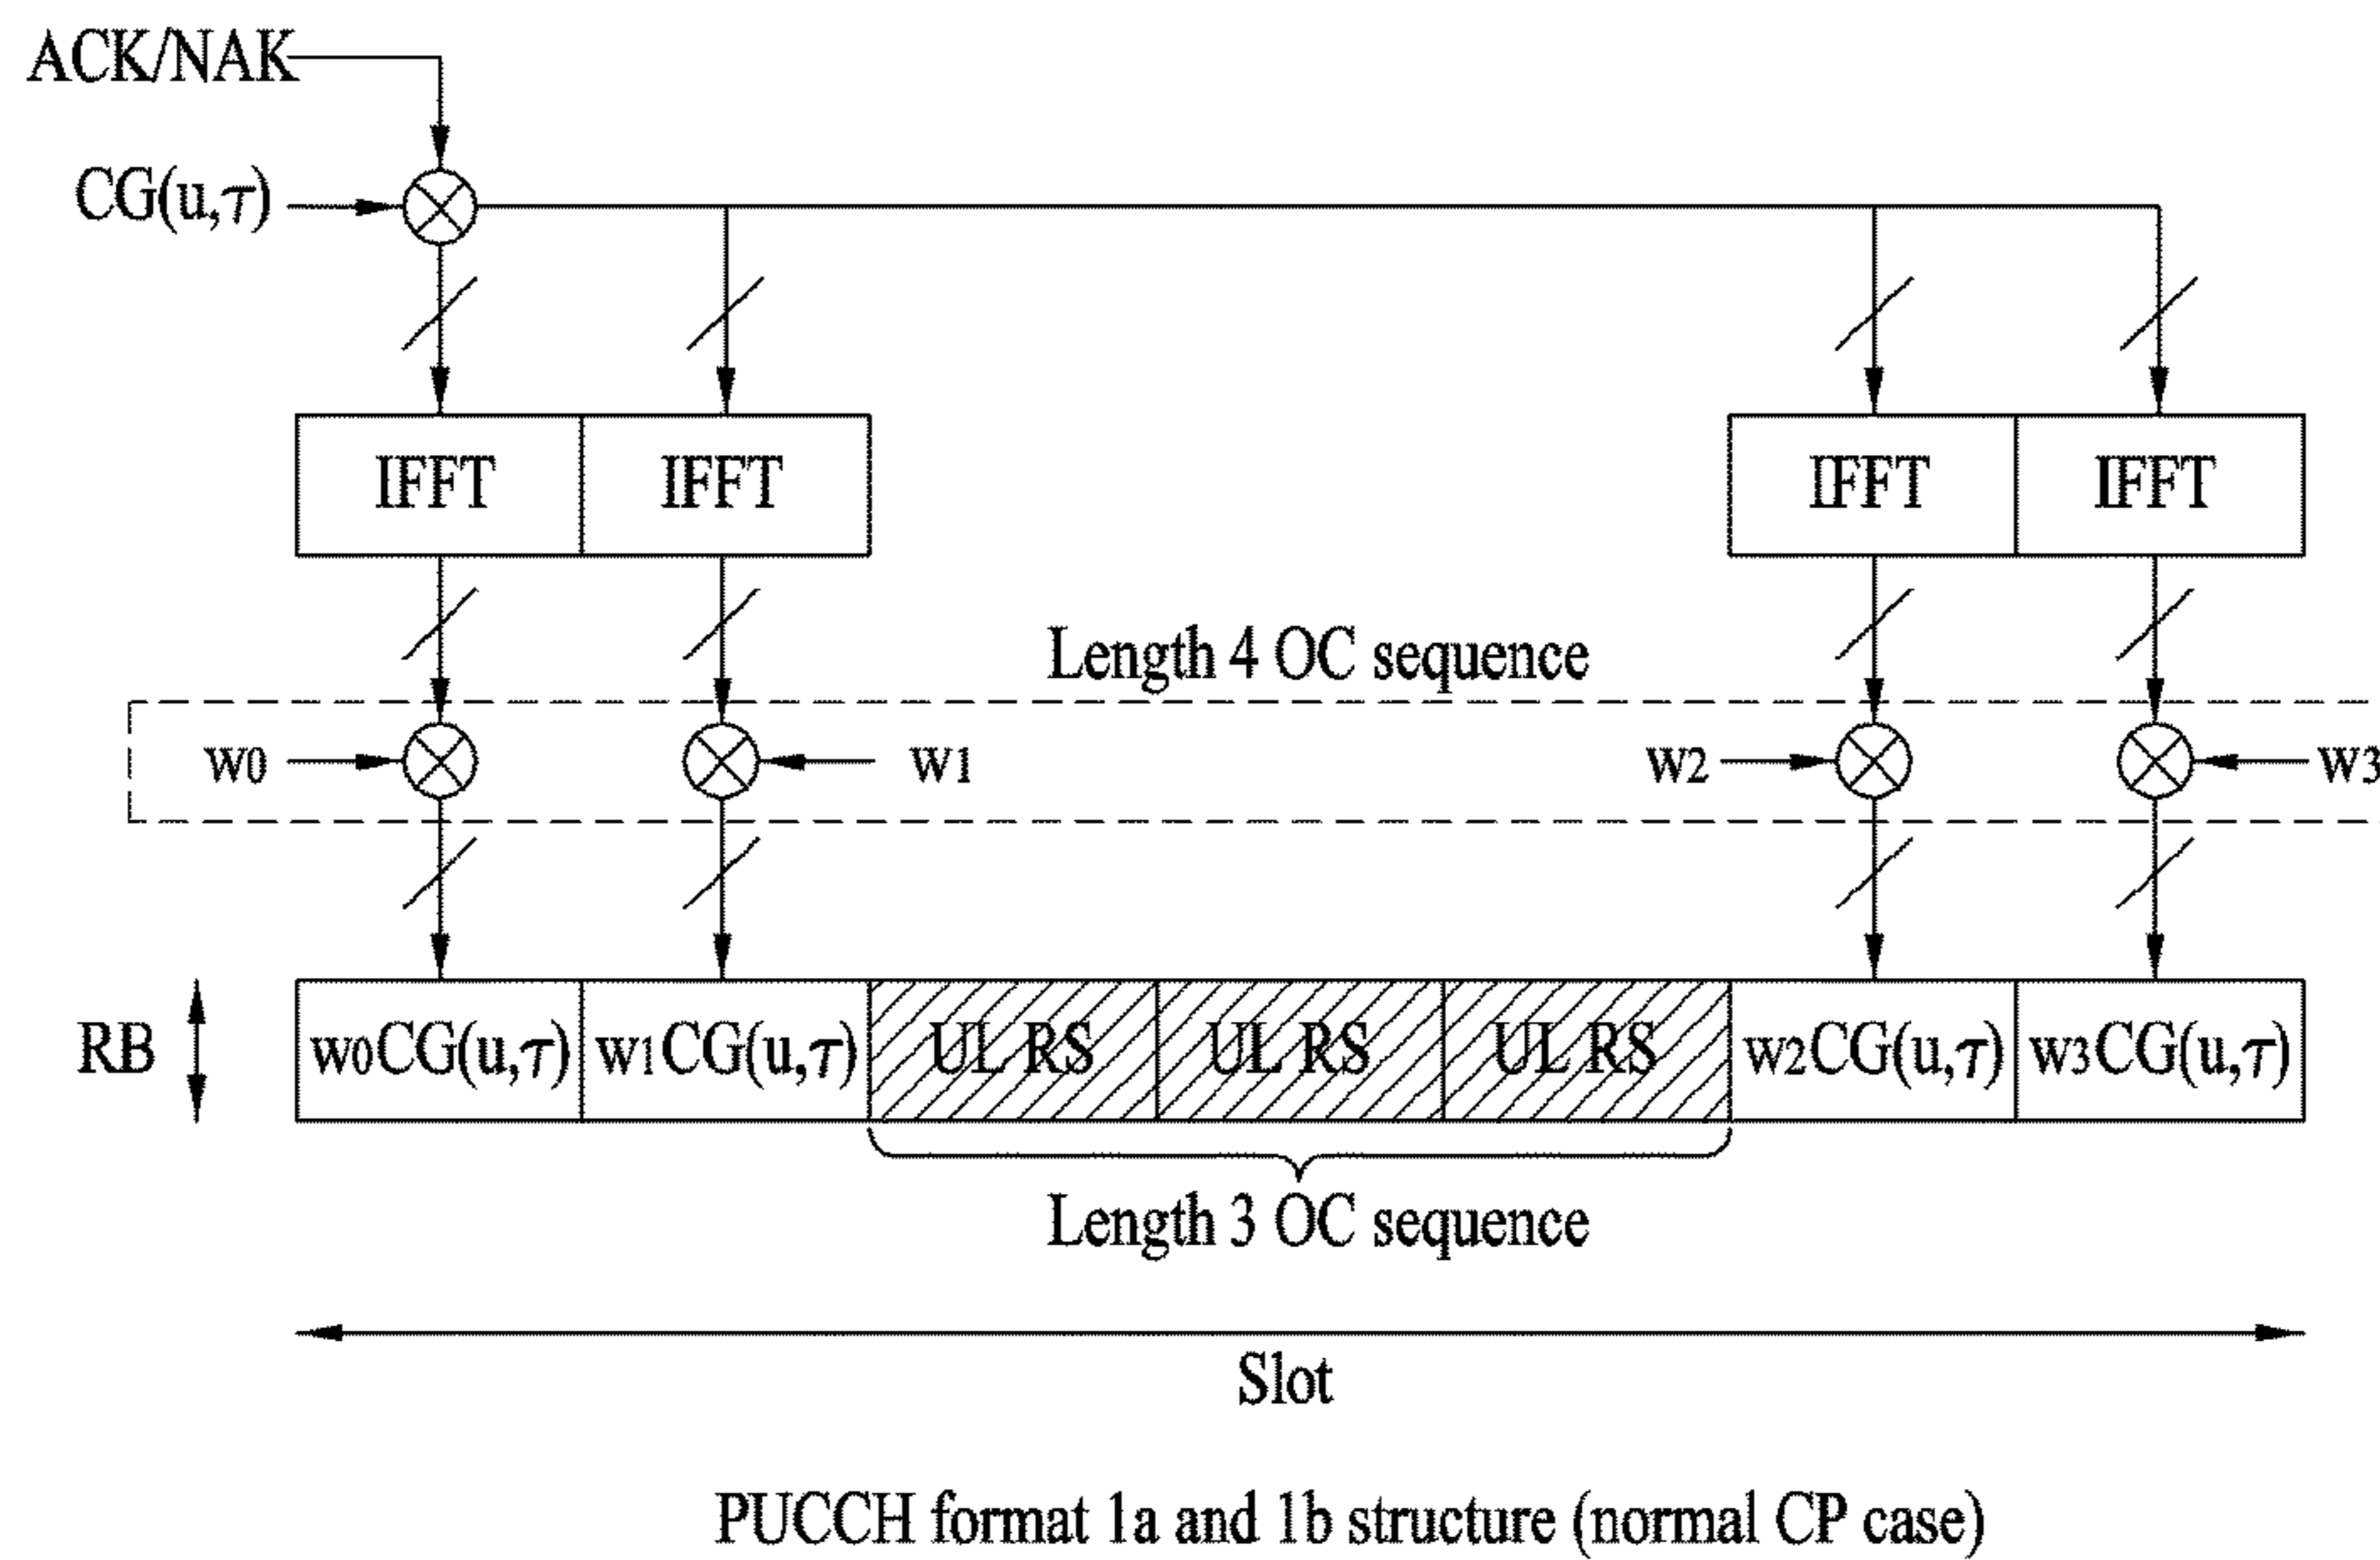 ACK/NAK
CG(u,τ)
IFFT IFFT IFFT IFFT
Length 4 OC sequence
w0 w1 w2 w3
RB w0CG(u,τ) w1CG(u,τ) UL RS UL RS UL RS w2CG(u,τ) w3CG(u,τ)
Length 3 OC sequence
Slot
PUCCH format 1a and 1b structure (normal CP case)